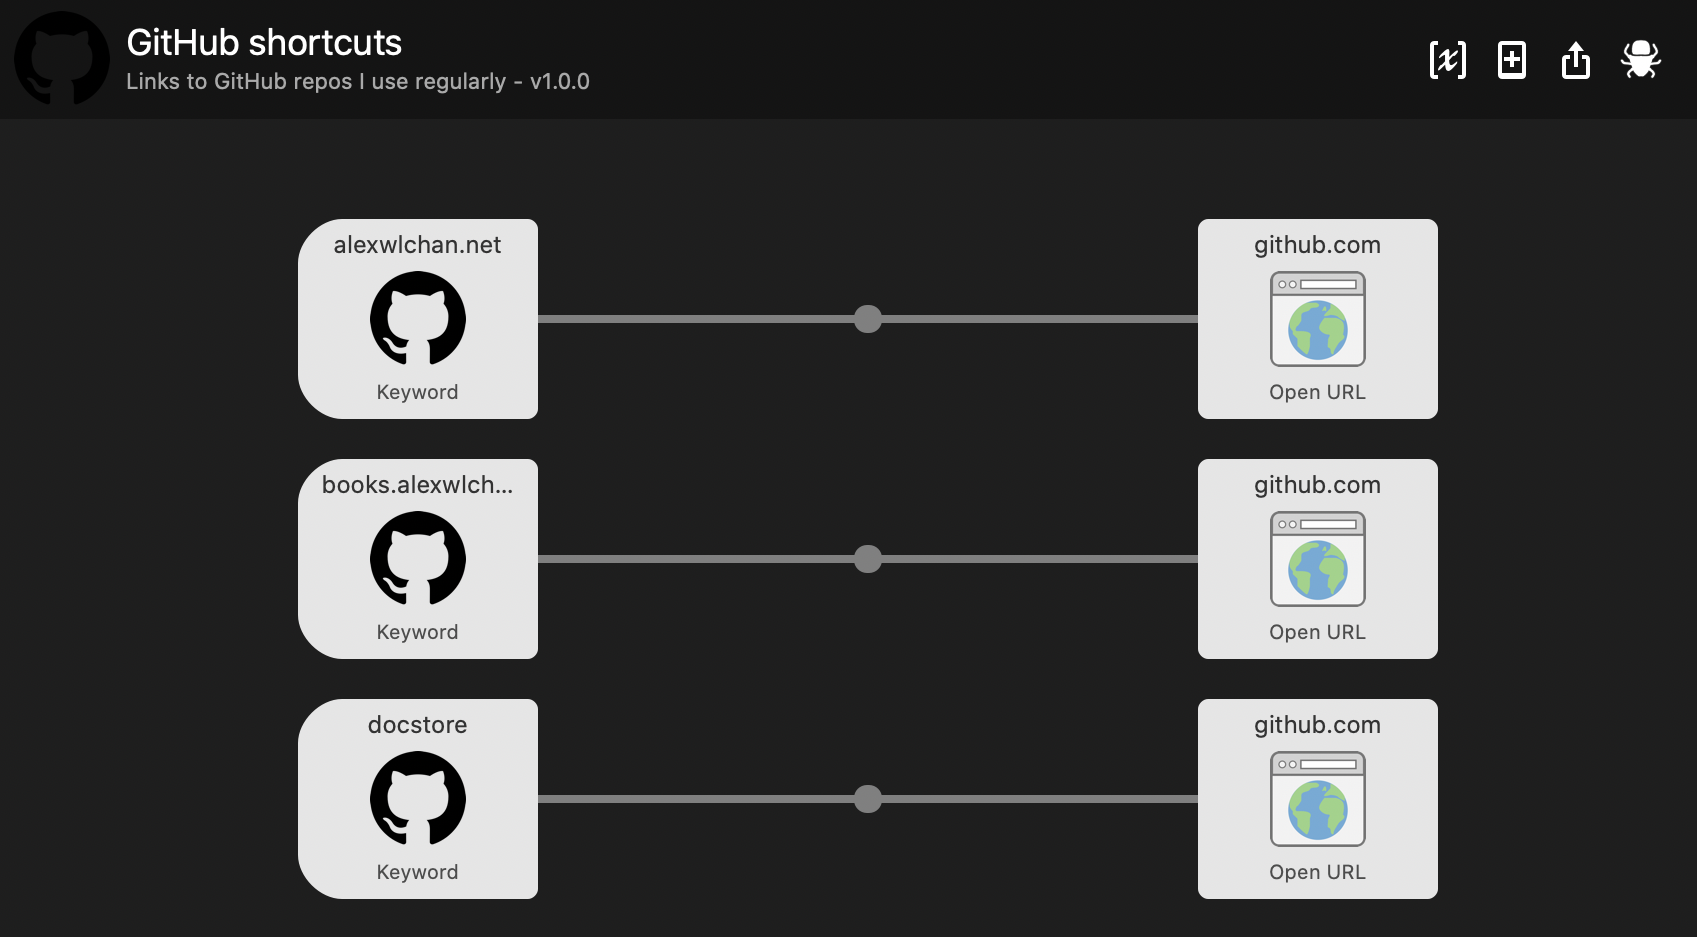 GitHub shortcuts
Links to GitHub repos I use regularly - v1.0.0
alexwlchan.net
github.com
Keyword
Open URL
books.alexwlch...
github.com
Keyword
Open URL
docstore
github.com
Keyword
Open URL